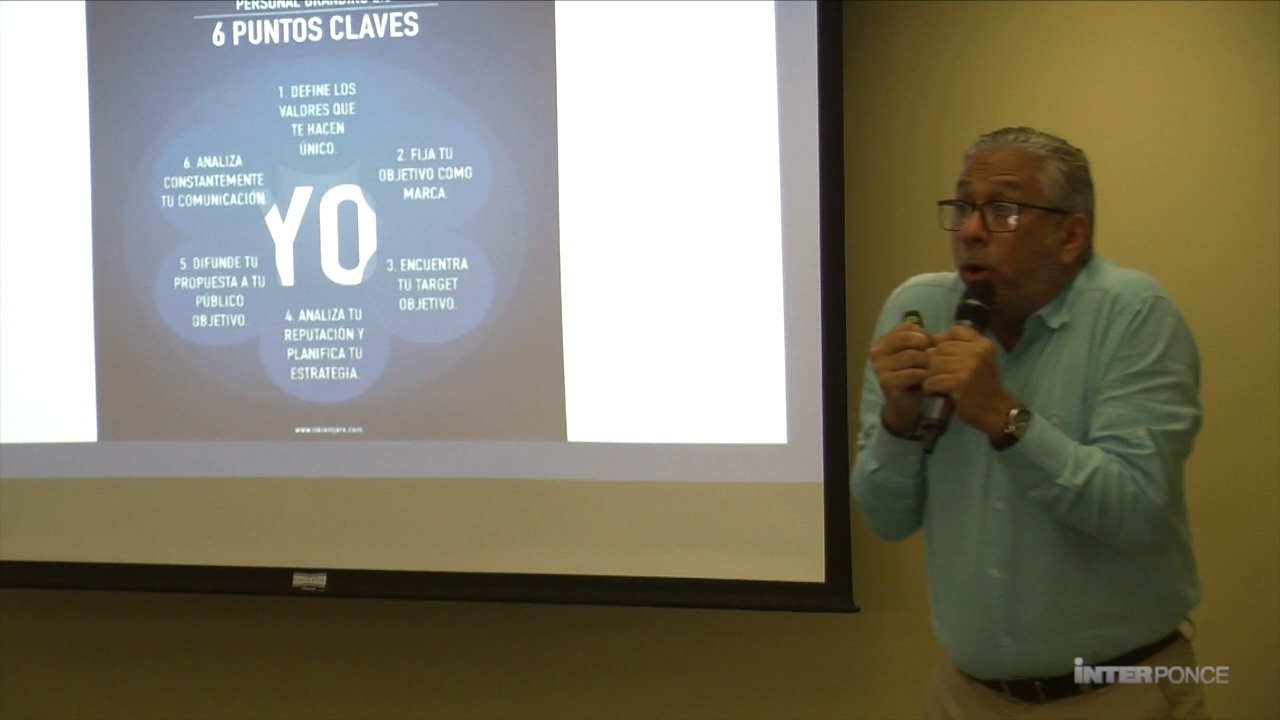 PERSONAL BRANDING
6 PUNTOS CLAVES
1. DEFINE LOS
VALORES QUE
TE HACEN
ÚNICO.
2. FIJA TU
OBJETIVO COMO
MARCA.
3. ENCUENTRA
TU TARGET
OBJETIVO.
4. ANALIZA TU
REPUTACIÓN Y
PLANIFICA TU
ESTRATEGIA.
5. DIFUNDE TU
PROPUESTA A TU
PÚBLICO
OBJETIVO.
6. ANALIZA
CONSTANTEMENTE
TU COMUNICACIÓN.
YO
INTERPONCE